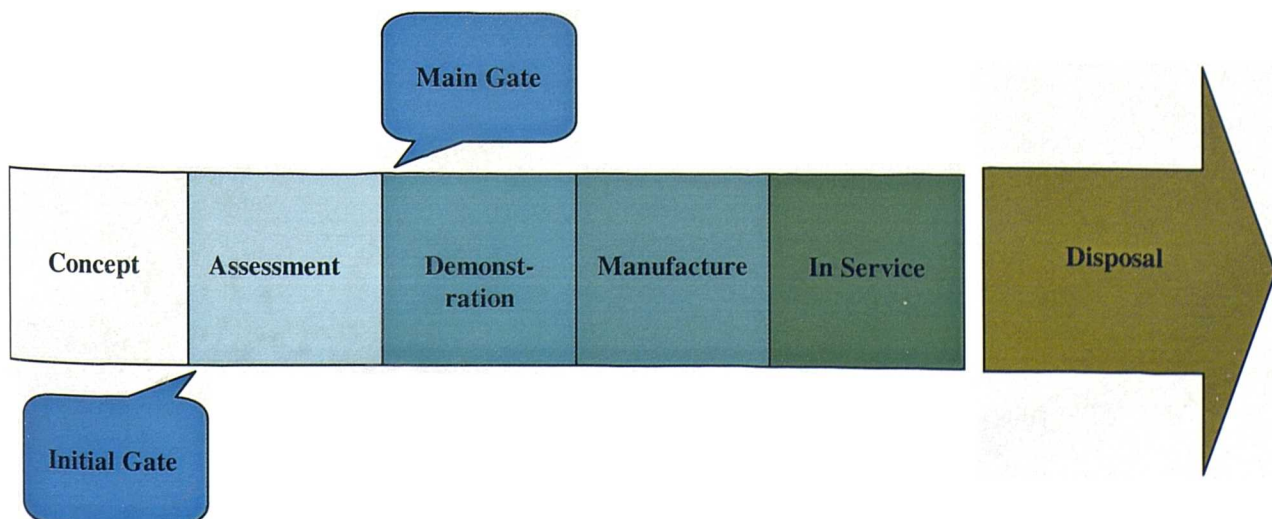 Main Gate
Concept
Assessment
Demonst-
ration
Manufacture
In Service
Disposal
Initial Gate